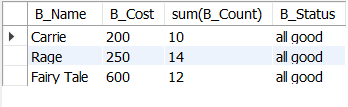 B_Name B_Cost sum(B_Count) B_Status
Carrie 200 10 all good
Rage 250 14 all good
Fairy Tale 600 12 all good